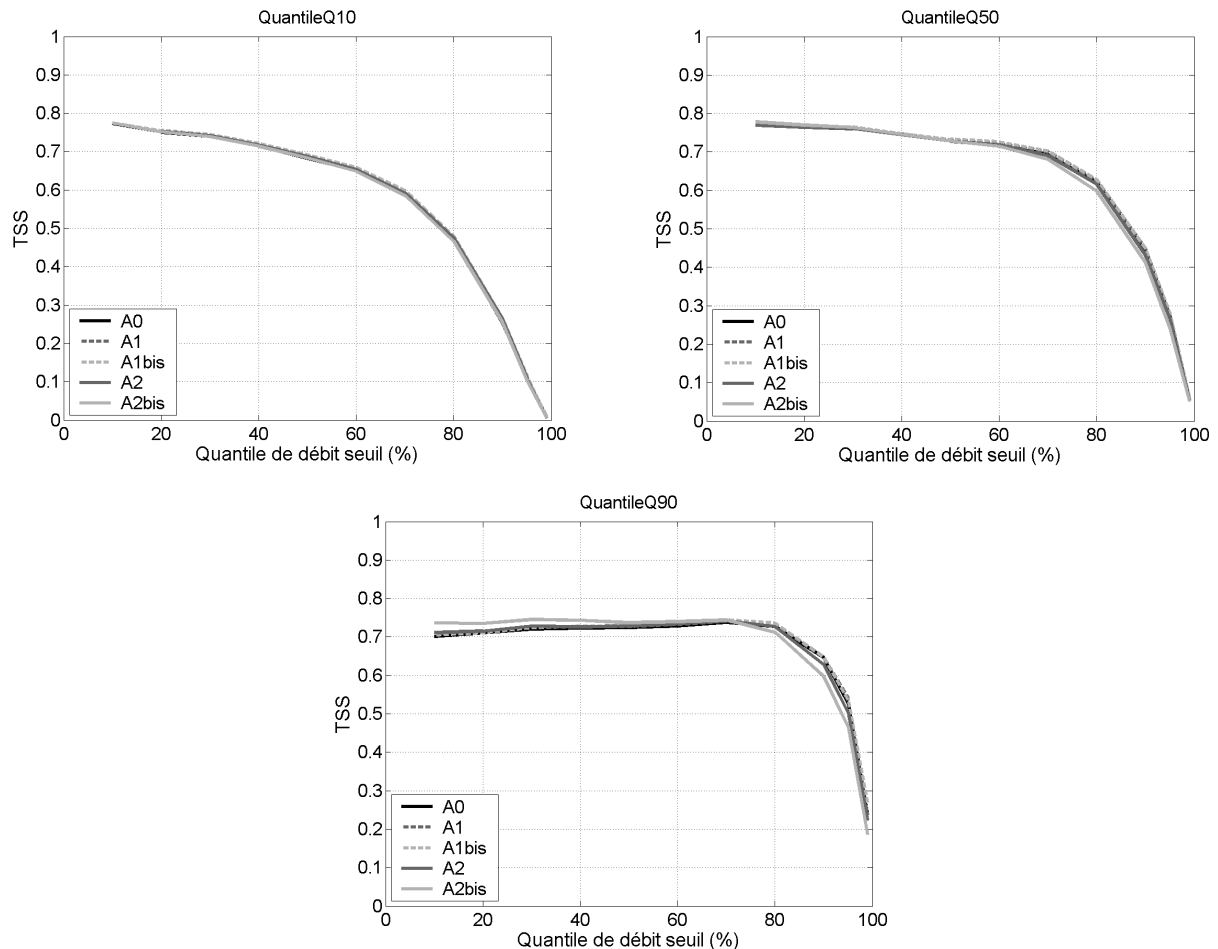 QuantileQ10
1
0.9
0.8
0.7
0.6
0.5
0.4
0.3
0.2
0.1
0
TSS
A0
A1
A1bis
A2
A2bis
0 20 40 60 80 100
Quantile de débit seuil (%)
QuantileQ50
1
0.9
0.8
0.7
0.6
0.5
0.4
0.3
0.2
0.1
0
TSS
A0
A1
A1bis
A2
A2bis
0 20 40 60 80 100
Quantile de débit seuil (%)
QuantileQ90
1
0.9
0.8
0.7
0.6
0.5
0.4
0.3
0.2
0.1
0
TSS
A0
A1
A1bis
A2
A2bis
0 20 40 60 80 100
Quantile de débit seuil (%)